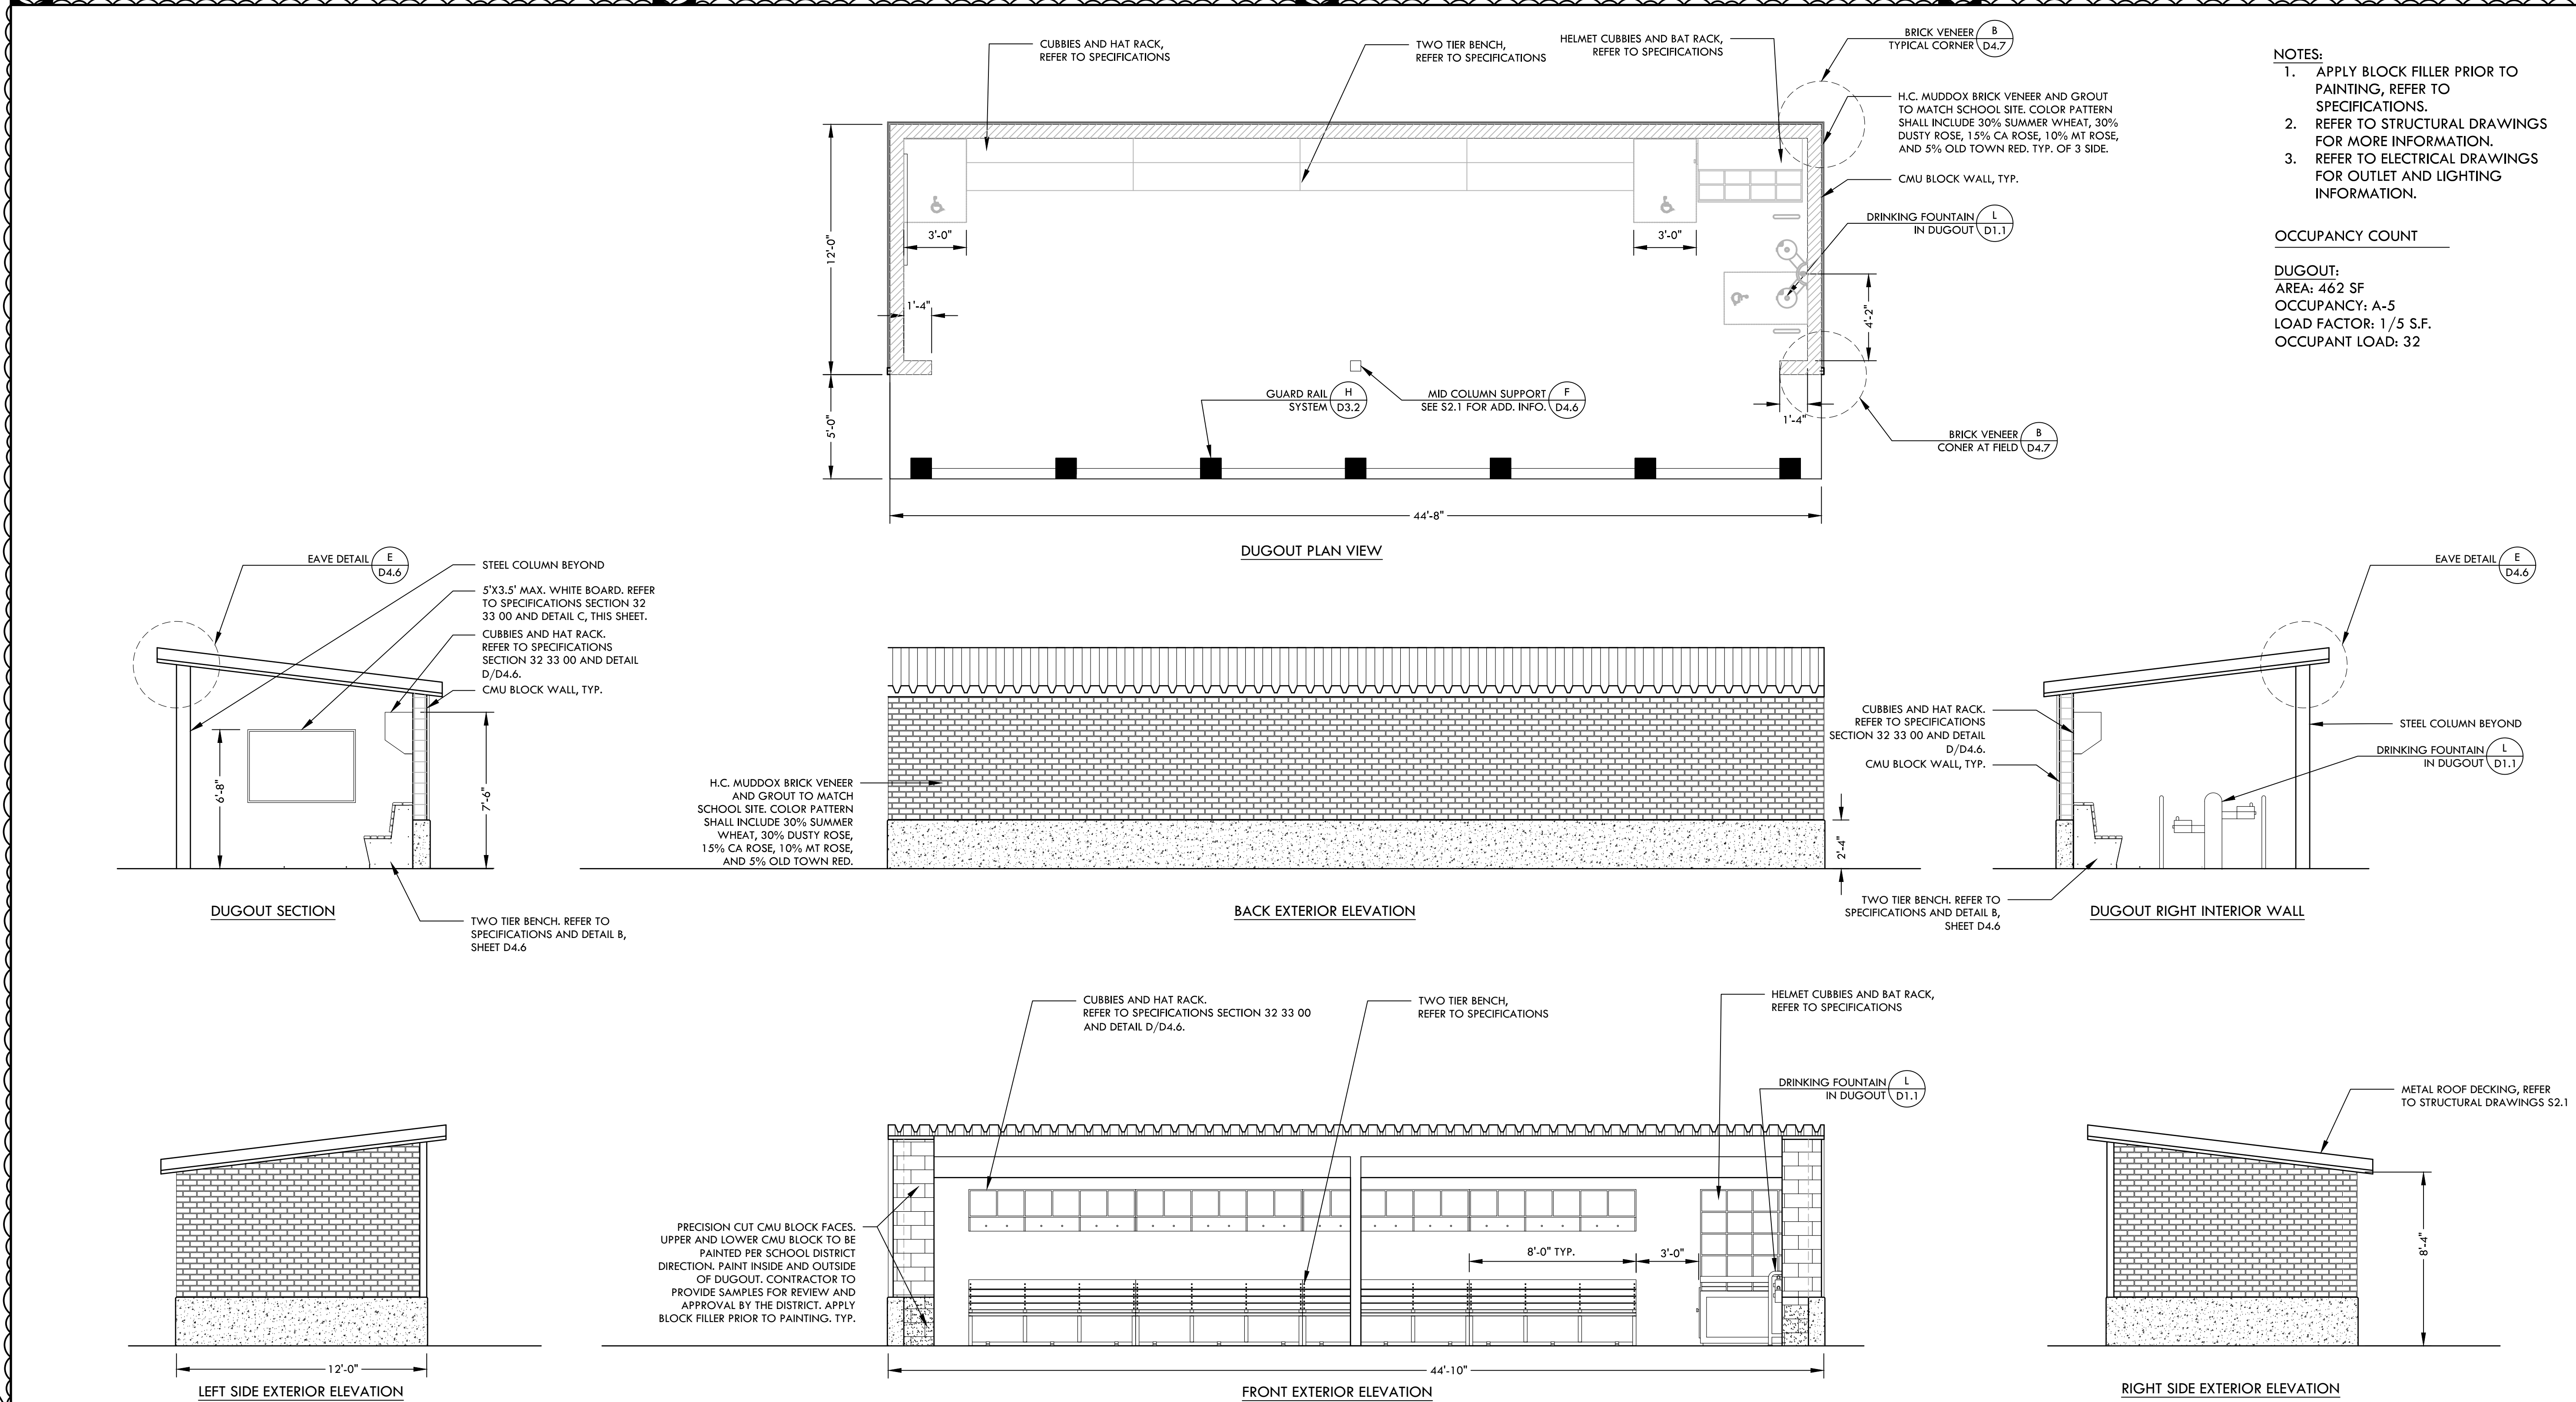 CUBBIES AND HAT RACK,
REFER TO SPECIFICATIONS
TWO TIER BENCH,
REFER TO SPECIFICATIONS
HELMET CUBBIES AND BAT RACK,
REFER TO SPECIFICATIONS
BRICK VENEER
TYPICAL CORNER
B
D4.7
H.C. MUDDOX BRICK VENEER AND GROUT
TO MATCH SCHOOL SITE. COLOR PATTERN
SHALL INCLUDE 30% SUMMER WHEAT, 30%
DUSTY ROSE, 15% CA ROSE, 10% MT ROSE,
AND 5% OLD TOWN RED. TYP. OF 3 SIDE.
CMU BLOCK WALL, TYP.
DRINKING FOUNTAIN
IN DUGOUT
L
D1.1
NOTES:
1. APPLY BLOCK FILLER PRIOR TO
PAINTING, REFER TO
SPECIFICATIONS.
2. REFER TO STRUCTURAL DRAWINGS
FOR MORE INFORMATION.
3. REFER TO ELECTRICAL DRAWINGS
FOR OUTLET AND LIGHTING
INFORMATION.
OCCUPANCY COUNT
DUGOUT:
AREA: 462 SF
OCCUPANCY: A-5
LOAD FACTOR: 1/5 S.F.
OCCUPANT LOAD: 32
12'-0"
3'-0"
3'-0"
1'-4"
4'-2"
5'-0"
GUARD RAIL
SYSTEM
H
D3.2
MID COLUMN SUPPORT
SEE S2.1 FOR ADD. INFO.
F
D4.6
1'-4"
BRICK VENEER
CONER AT FIELD
B
D4.7
44'-8"
DUGOUT PLAN VIEW
EAVE DETAIL
E
D4.6
STEEL COLUMN BEYOND
5'X3.5' MAX. WHITE BOARD. REFER
TO SPECIFICATIONS SECTION 32
33 00 AND DETAIL C, THIS SHEET.
CUBBIES AND HAT RACK.
REFER TO SPECIFICATIONS
SECTION 32 33 00 AND DETAIL
D/D4.6.
CMU BLOCK WALL, TYP.
6'-8"
7'-6"
DUGOUT SECTION
TWO TIER BENCH. REFER TO
SPECIFICATIONS AND DETAIL B,
SHEET D4.6
H.C. MUDDOX BRICK VENEER
AND GROUT TO MATCH
SCHOOL SITE. COLOR PATTERN
SHALL INCLUDE 30% SUMMER
WHEAT, 30% DUSTY ROSE,
15% CA ROSE, 10% MT ROSE,
AND 5% OLD TOWN RED.
2'-4"
BACK EXTERIOR ELEVATION
EAVE DETAIL
E
D4.6
CUBBIES AND HAT RACK.
REFER TO SPECIFICATIONS
SECTION 32 33 00 AND DETAIL
D/D4.6.
CMU BLOCK WALL, TYP.
STEEL COLUMN BEYOND
DRINKING FOUNTAIN
IN DUGOUT
L
D1.1
TWO TIER BENCH. REFER TO
SPECIFICATIONS AND DETAIL B,
SHEET D4.6
DUGOUT RIGHT INTERIOR WALL
12'-0"
LEFT SIDE EXTERIOR ELEVATION
CUBBIES AND HAT RACK.
REFER TO SPECIFICATIONS SECTION 32 33 00
AND DETAIL D/D4.6.
TWO TIER BENCH,
REFER TO SPECIFICATIONS
HELMET CUBBIES AND BAT RACK,
REFER TO SPECIFICATIONS
DRINKING FOUNTAIN
IN DUGOUT
L
D1.1
PRECISION CUT CMU BLOCK FACES.
UPPER AND LOWER CMU BLOCK TO BE
PAINTED PER SCHOOL DISTRICT
DIRECTION. PAINT INSIDE AND OUTSIDE
OF DUGOUT. CONTRACTOR TO
PROVIDE SAMPLES FOR REVIEW AND
APPROVAL BY THE DISTRICT. APPLY
BLOCK FILLER PRIOR TO PAINTING. TYP.
8'-0" TYP.
3'-0"
44'-10"
FRONT EXTERIOR ELEVATION
METAL ROOF DECKING, REFER
TO STRUCTURAL DRAWINGS S2.1
8'-4"
RIGHT SIDE EXTERIOR ELEVATION